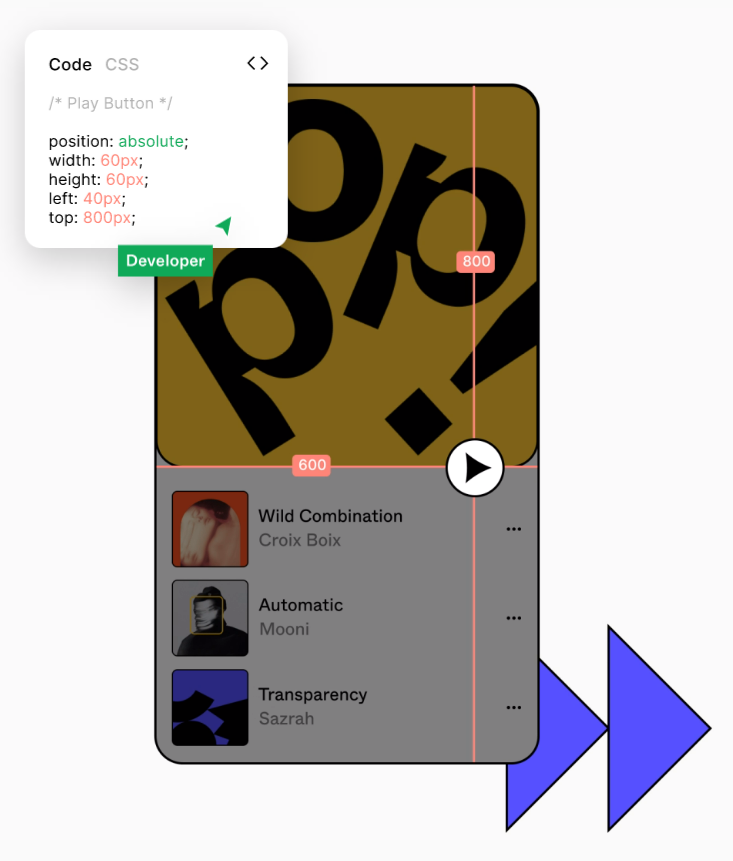 Code CSS <>
/* Play Button */
position: absolute;
width: 60px;
height: 60px;
left: 40px;
top: 800px;
Developer
pop
p!
800
600
Wild Combination
Croix Boix
...
Automatic
Mooni
...
Transparency
Sazrah
...